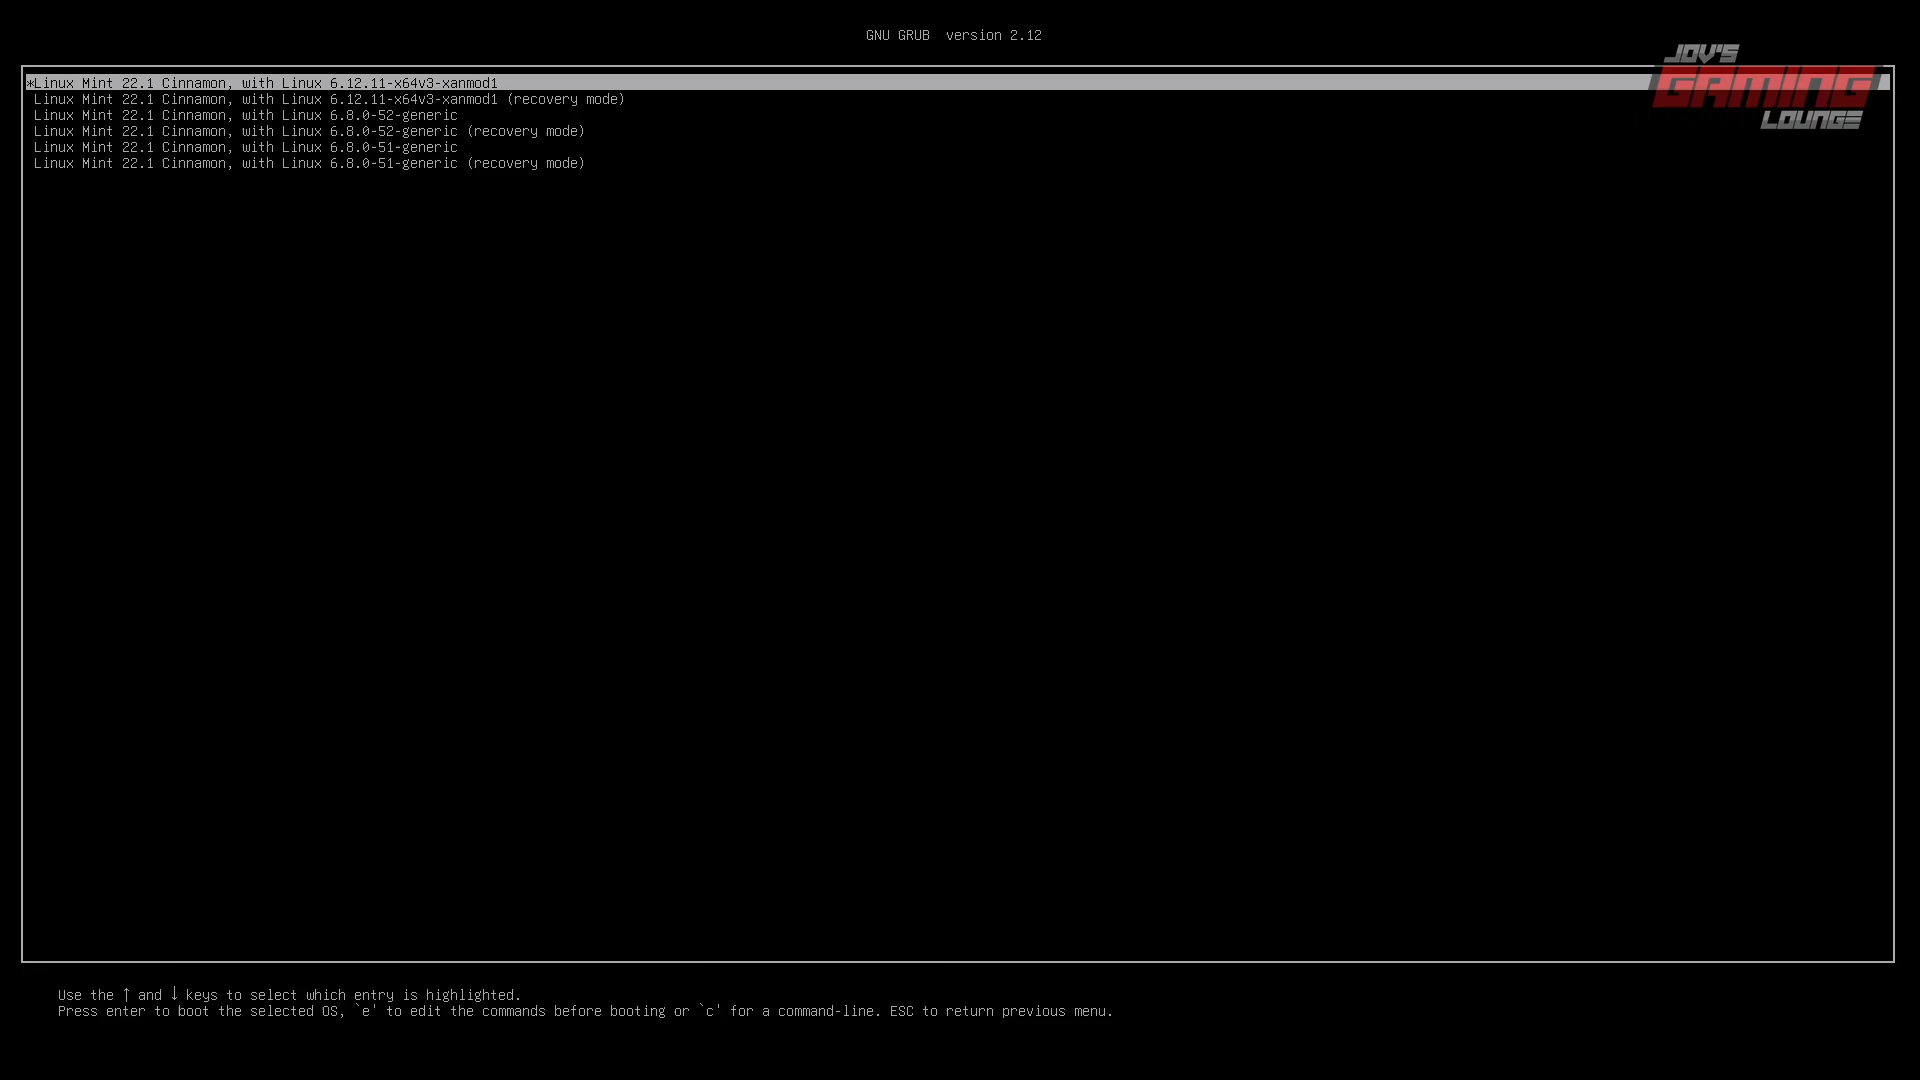 GNU GRUB  version 2.12
JOV'S
GAMING
LOUNGE
*Linux Mint 22.1 Cinnamon, with Linux 6.12.11-x64v3-xanmod1
Linux Mint 22.1 Cinnamon, with Linux 6.12.11-x64v3-xanmod1 (recovery mode)
Linux Mint 22.1 Cinnamon, with Linux 6.8.0-52-generic
Linux Mint 22.1 Cinnamon, with Linux 6.8.0-52-generic (recovery mode)
Linux Mint 22.1 Cinnamon, with Linux 6.8.0-51-generic
Linux Mint 22.1 Cinnamon, with Linux 6.8.0-51-generic (recovery mode)
Use the ↑ and ↓ keys to select which entry is highlighted.
Press enter to boot the selected OS, `e' to edit the commands before booting or `c' for a command-line. ESC to return previous menu.